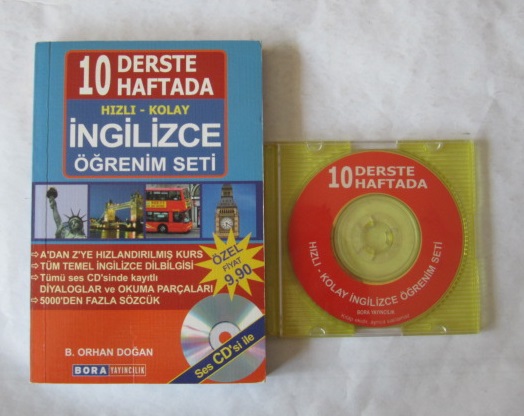 10 DERSTE
HAFTADA
HIZLI - KOLAY
İNGİLİZCE
ÖĞRENİM SETİ
A'DAN Z'YE HIZLANDIRILMIŞ KURS
TÜM TEMEL İNGİLİZCE DİLBİLGİSİ
Tümü ses CD'sinde kayıtlı
DİYALOGLAR ve OKUMA PARÇALARI
5000'DEN FAZLA SÖZCÜK
ÖZEL
FİYAT
9.90
Ses CD'si ile
B. ORHAN DOĞAN
BORA YAYINCILIK
10 DERSTE
HAFTADA
HIZLI - KOLAY İNGİLİZCE ÖĞRENİM SETİ
BORA YAYINCILIK